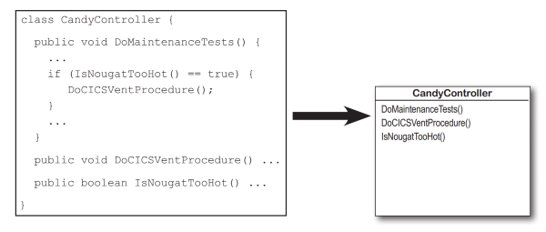 class CandyController {
public void DoMaintenanceTests() {
...
if (IsNougatTooHot() == true) {
DoCICSVentProcedure();
}
...
}
public void DoCICSVentProcedure() ...
public boolean IsNougatTooHot() ...
}
CandyController
DoMaintenanceTests()
DoCICSVentProcedure()
IsNougatTooHot()